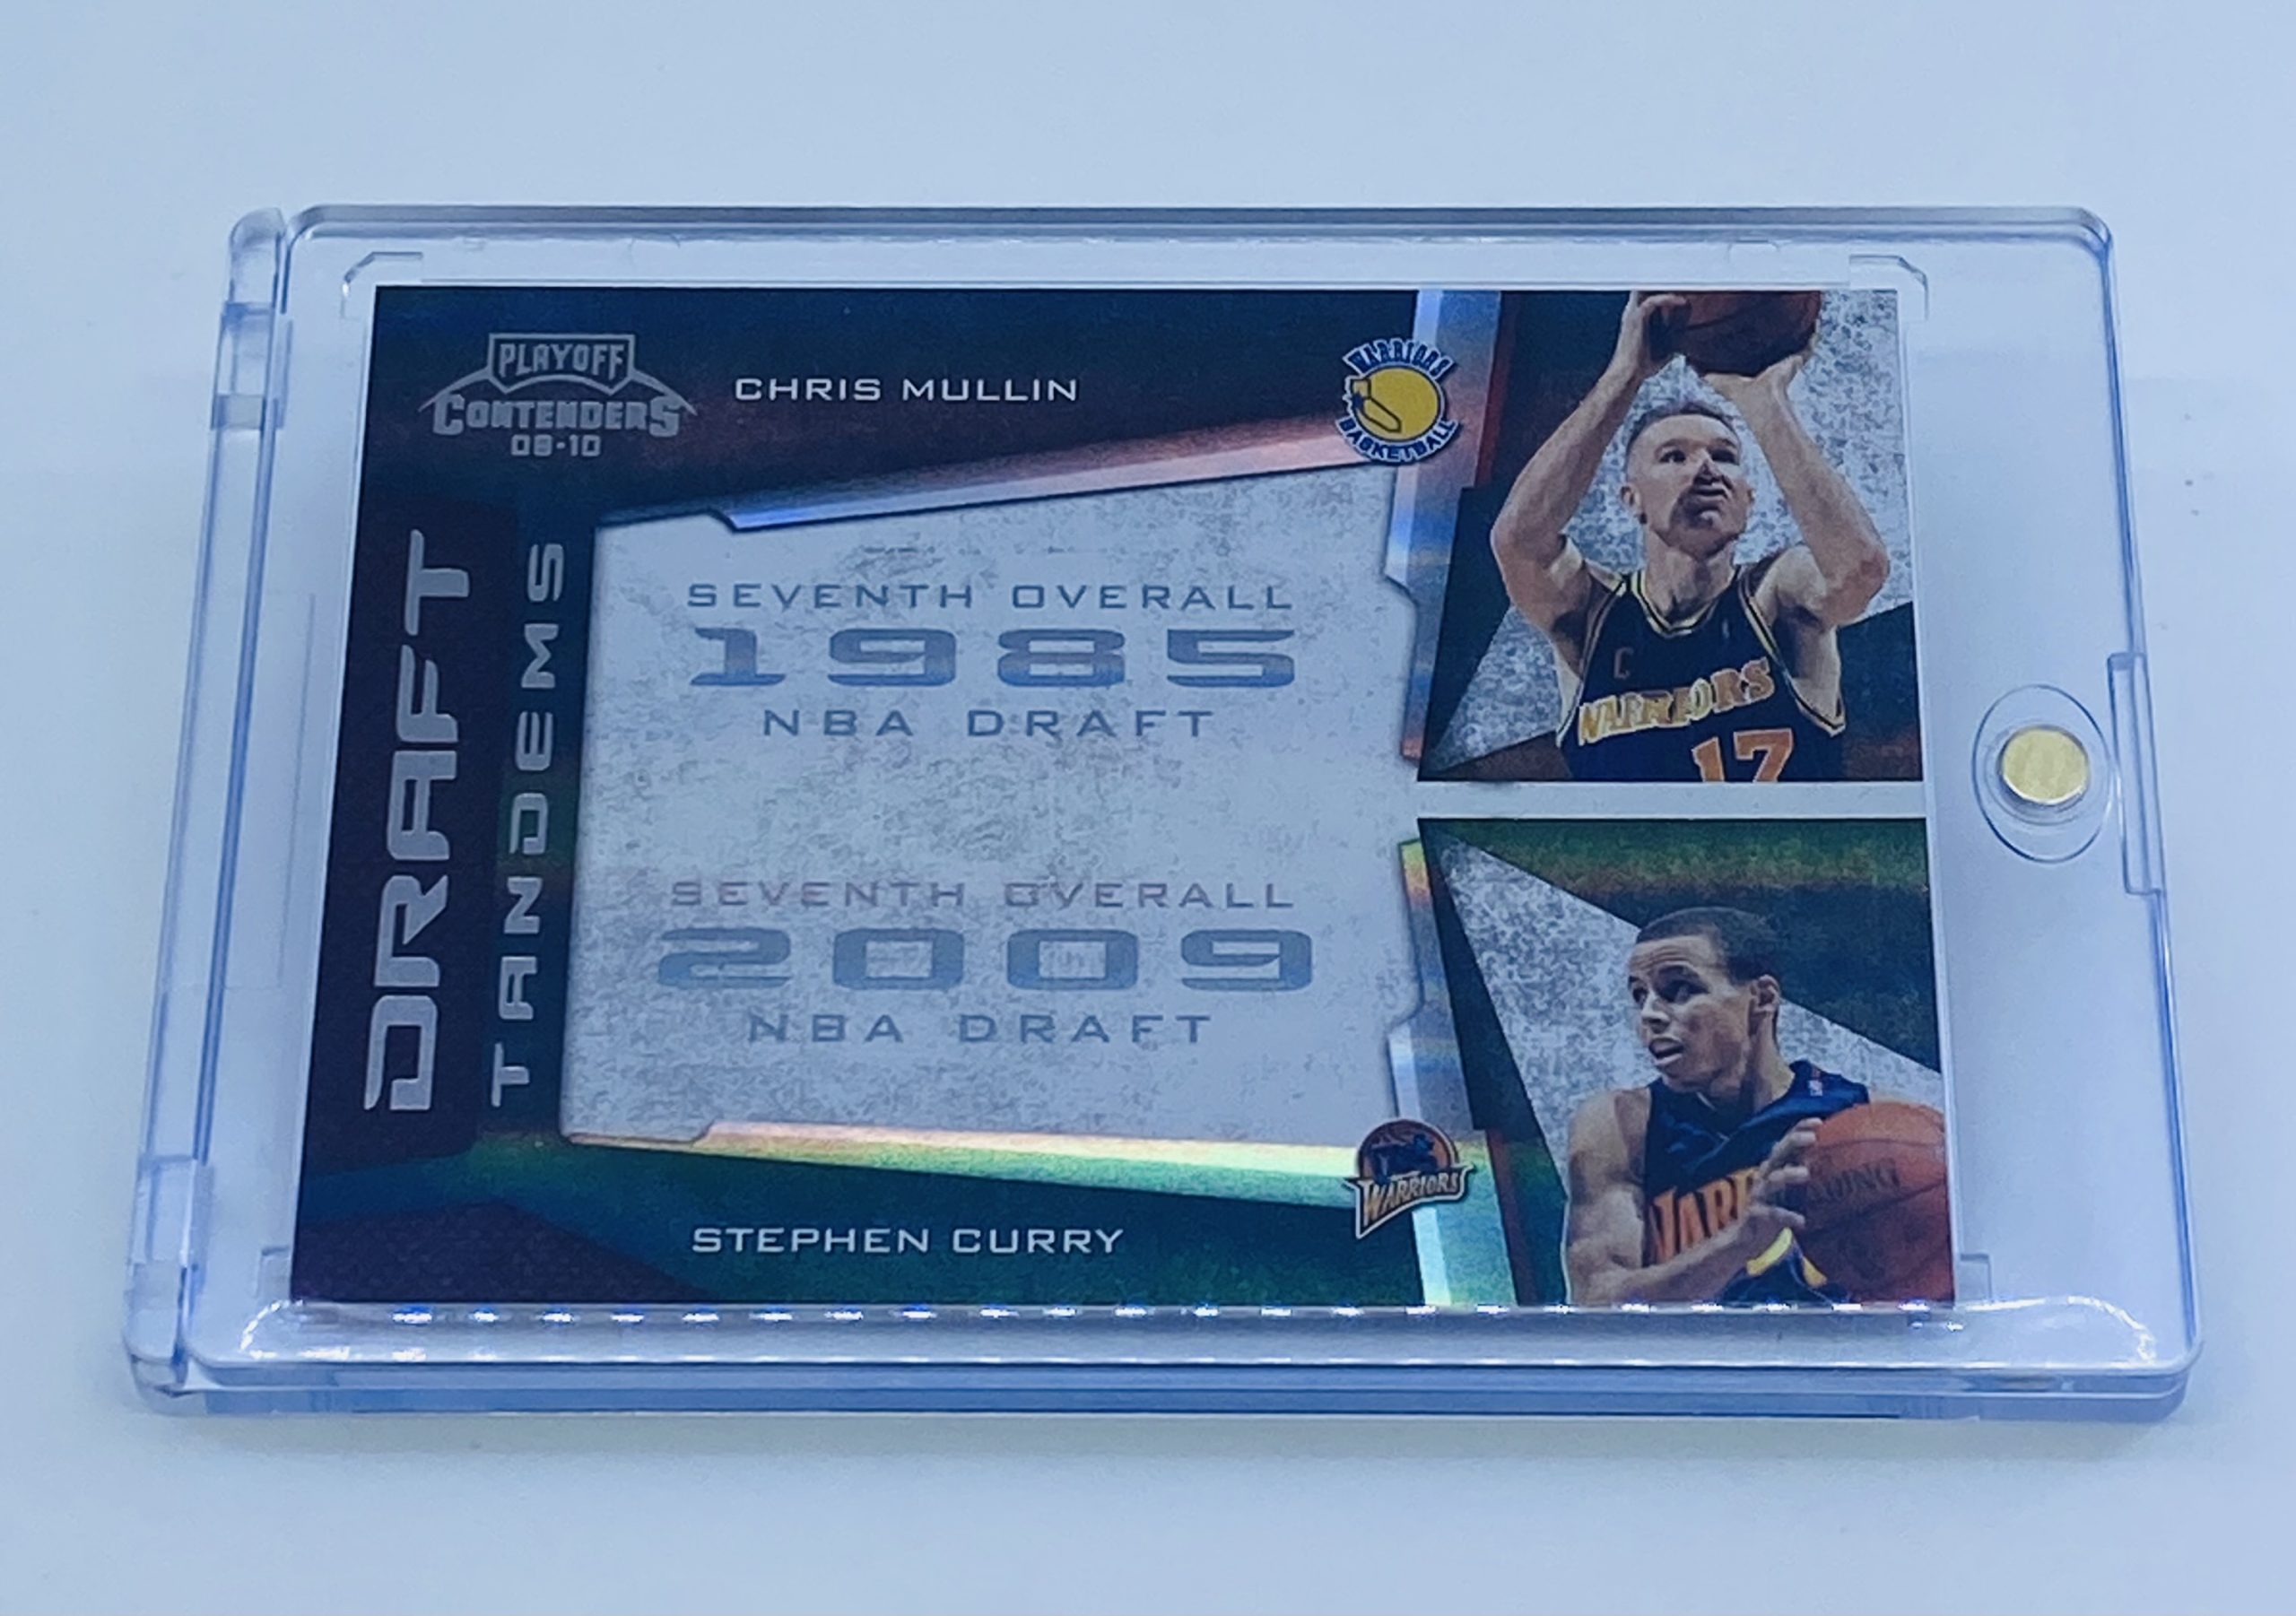 PLAYOFF
CONTENDERS
09-10
CHRIS MULLIN
WARRIORS
BASKETBALL
DRAFT
TANDEMS
SEVENTH OVERALL
1985
NBA DRAFT
C
WARRIORS
17
SEVENTH OVERALL
2009
NBA DRAFT
WARRIORS
STEPHEN CURRY
WARR